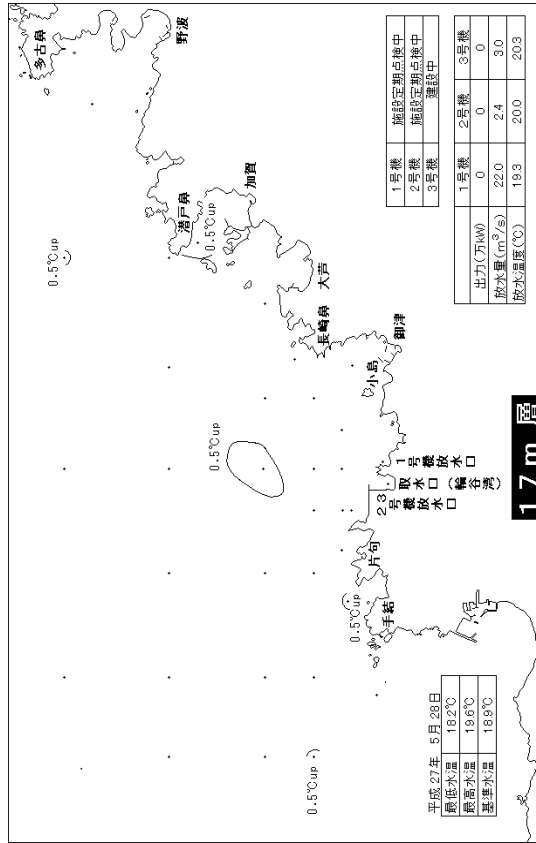 多古鼻
野波
0.5℃up
潜戸鼻
0.5℃up
加賀
大芦
長崎鼻
御津
小島
0.5℃up
1号機放水口
取水口(輪谷湾)
2 3号機放水口
片句
0.5℃up
手結
0.5℃up
1号機 施設定期点検中
2号機 施設定期点検中
3号機 建設中
1号機 2号機 3号機
出力(万kW) 0 0 0
放水量(m³/s) 22.0 2.4 3.0
放水温度(℃) 19.3 20.0 20.3
17m 層
平成27年 5月28日
最低水温 18.2℃
最高水温 19.6℃
基準水温 18.9℃